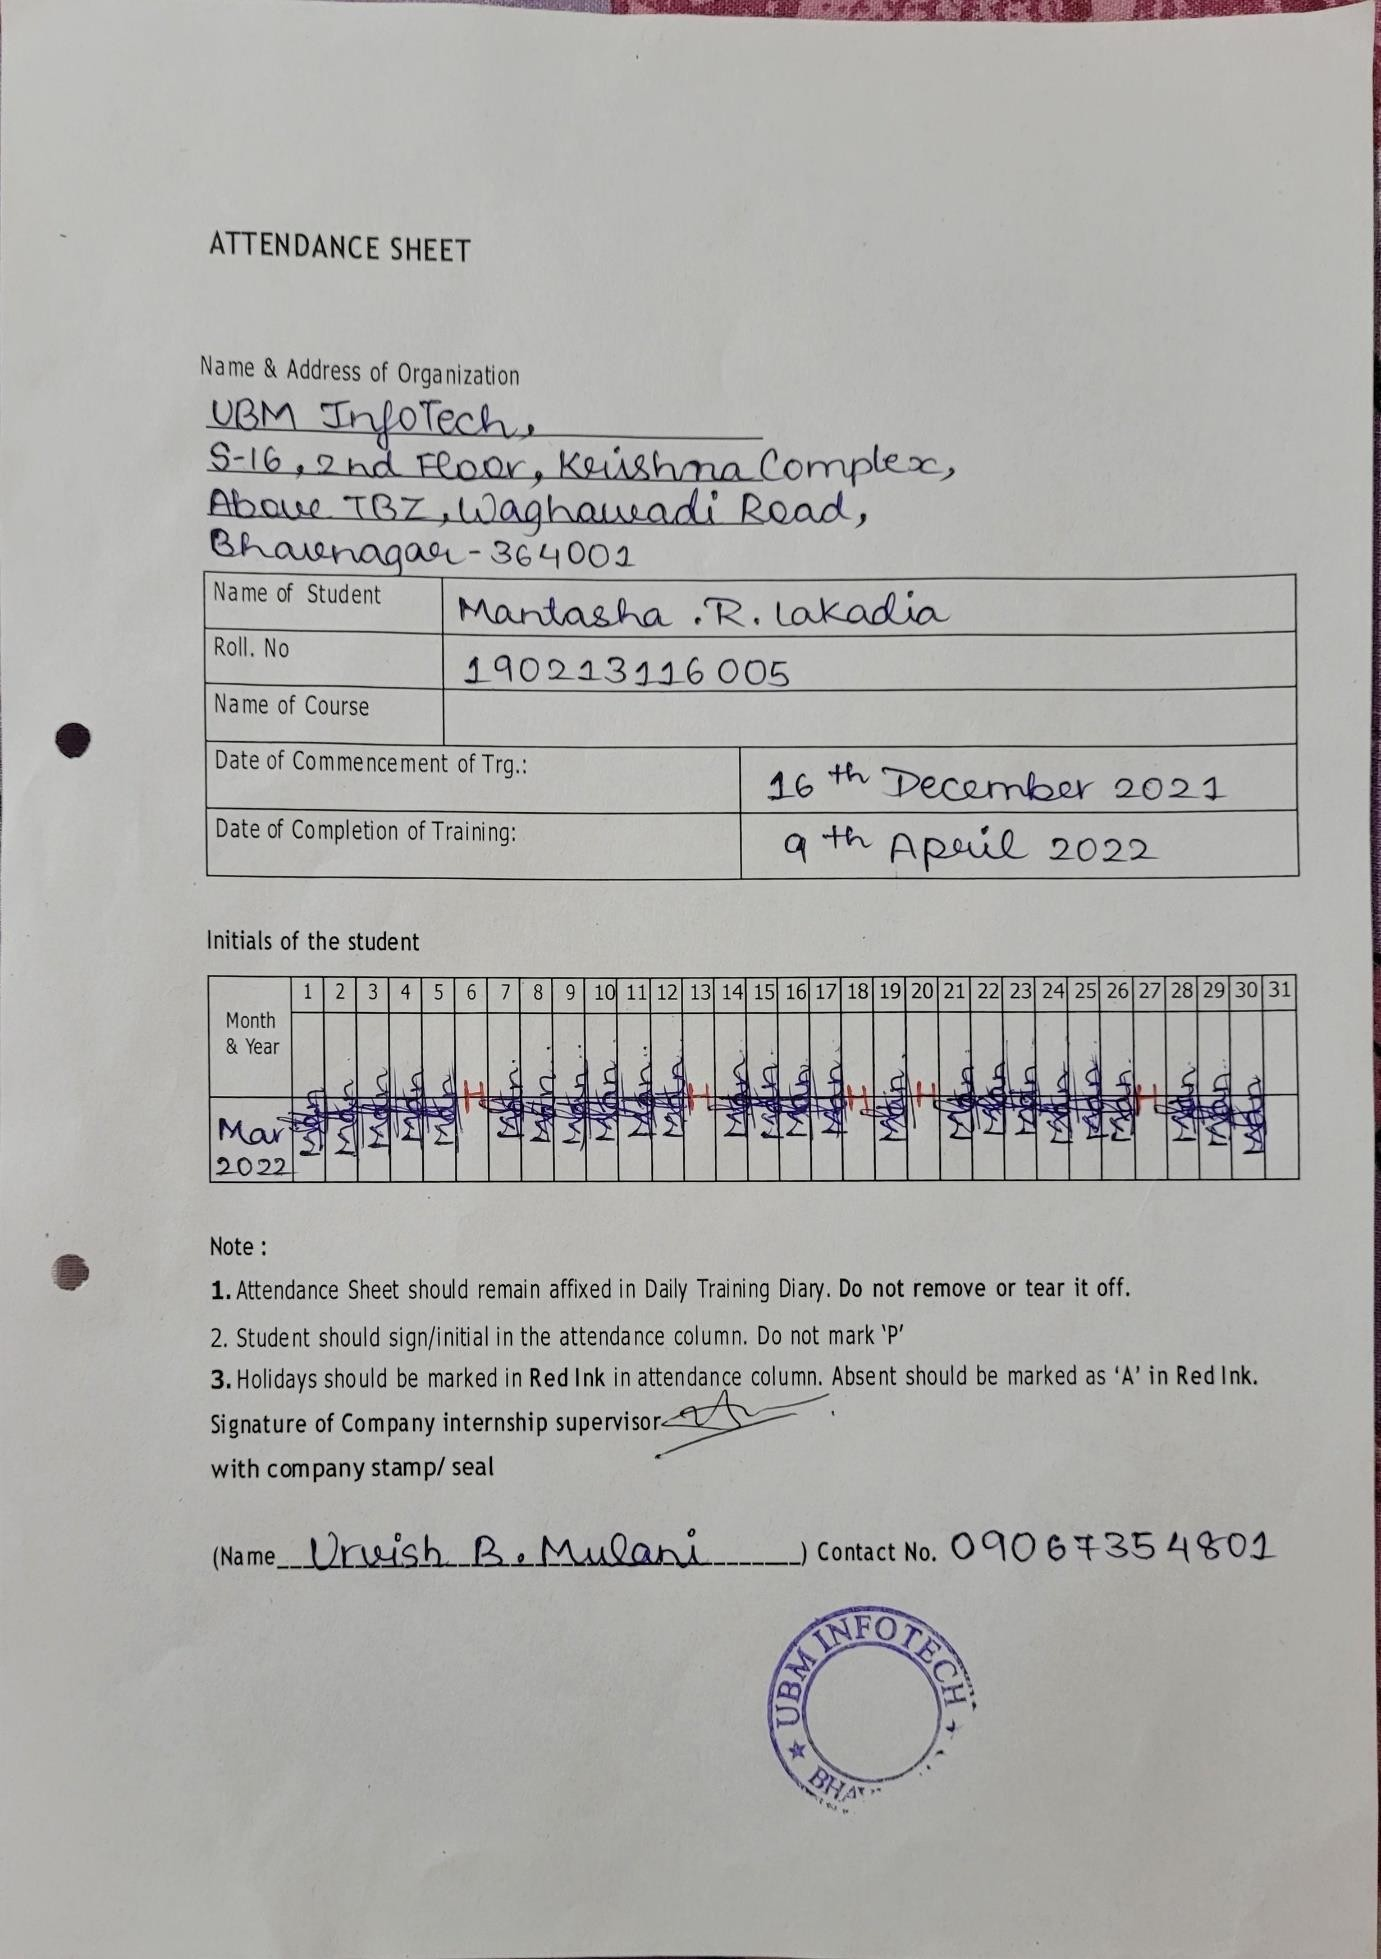 ATTENDANCE SHEET
Name & Address of Organization
UBM InfoTech,
S-16, 2nd Floor, Krishna Complex,
Above TBZ, Waghawadi Road,
Bhavnagar - 364001
Name of Student Mantasha .R. Lakadia
Roll. No 190213116005
Name of Course
Date of Commencement of Trg.: 16th December 2021
Date of Completion of Training: 9th April 2022
Initials of the student
Month & Year 1 2 3 4 5 6 7 8 9 10 11 12 13 14 15 16 17 18 19 20 21 22 23 24 25 26 27 28 29 30 31
Mar 2022 H H H H H
Note :
1. Attendance Sheet should remain affixed in Daily Training Diary. Do not remove or tear it off.
2. Student should sign/initial in the attendance column. Do not mark ‘P’
3. Holidays should be marked in Red Ink in attendance column. Absent should be marked as ‘A’ in Red Ink.
Signature of Company internship supervisor
with company stamp/ seal
(Name Urvish B. Mulani ) Contact No. 09067354801
UBM INFOTECH